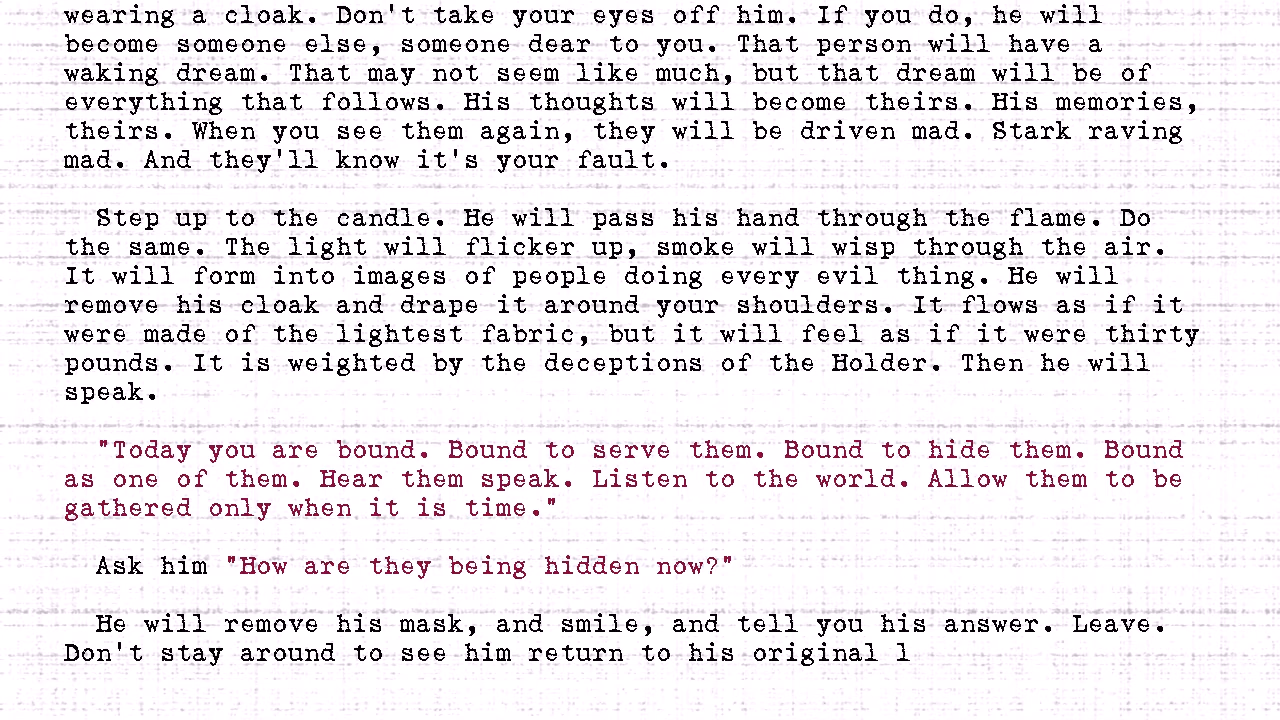 wearing a cloak. Don't take your eyes off him. If you do, he will
become someone else, someone dear to you. That person will have a
waking dream. That may not seem like much, but that dream will be of
everything that follows. His thoughts will become theirs. His memories,
theirs. When you see them again, they will be driven mad. Stark raving
mad. And they'll know it's your fault.
Step up to the candle. He will pass his hand through the flame. Do
the same. The light will flicker up, smoke will wisp through the air.
It will form into images of people doing every evil thing. He will
remove his cloak and drape it around your shoulders. It flows as if it
were made of the lightest fabric, but it will feel as if it were thirty
pounds. It is weighted by the deceptions of the Holder. Then he will
speak.
"Today you are bound. Bound to serve them. Bound to hide them. Bound
as one of them. Hear them speak. Listen to the world. Allow them to be
gathered only when it is time."
Ask him "How are they being hidden now?"
He will remove his mask, and smile, and tell you his answer. Leave.
Don't stay around to see him return to his original l